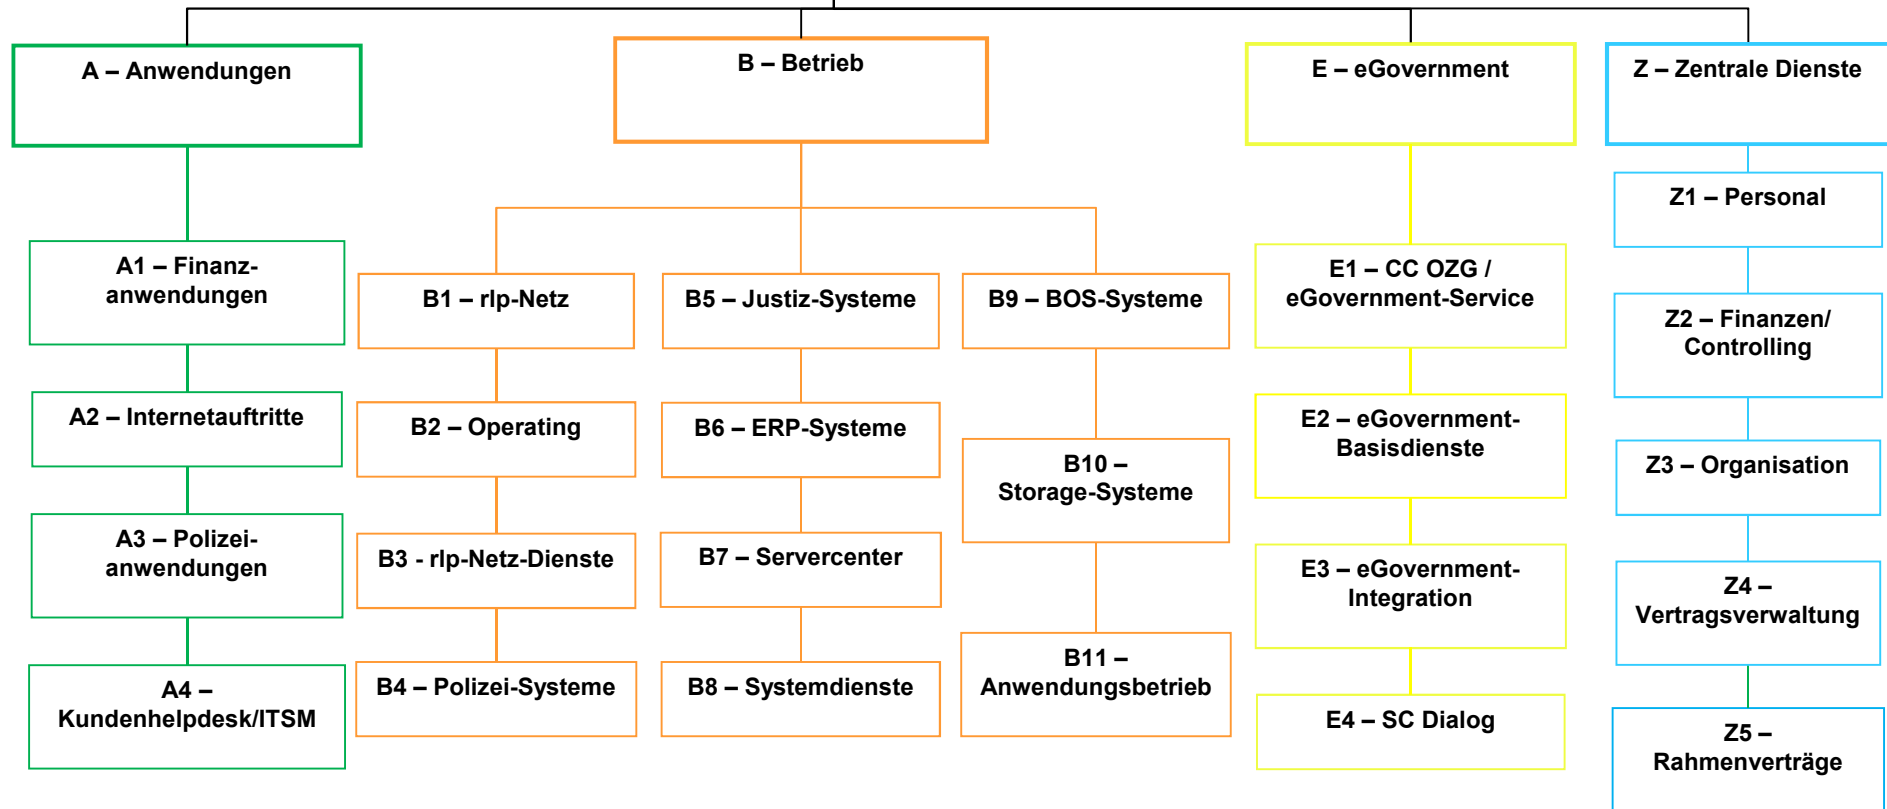 A – Anwendungen
B – Betrieb
E – eGovernment
Z – Zentrale Dienste
A1 – Finanz-
anwendungen
A2 – Internetauftritte
A3 – Polizei-
anwendungen
A4 –
Kundenhelpdesk/ITSM
B1 – rlp-Netz
B2 – Operating
B3 - rlp-Netz-Dienste
B4 – Polizei-Systeme
B5 – Justiz-Systeme
B6 – ERP-Systeme
B7 – Servercenter
B8 – Systemdienste
B9 – BOS-Systeme
B10 –
Storage-Systeme
B11 –
Anwendungsbetrieb
E1 – CC OZG /
eGovernment-Service
E2 – eGovernment-
Basisdienste
E3 – eGovernment-
Integration
E4 – SC Dialog
Z1 – Personal
Z2 – Finanzen/
Controlling
Z3 – Organisation
Z4 –
Vertragsverwaltung
Z5 –
Rahmenverträge